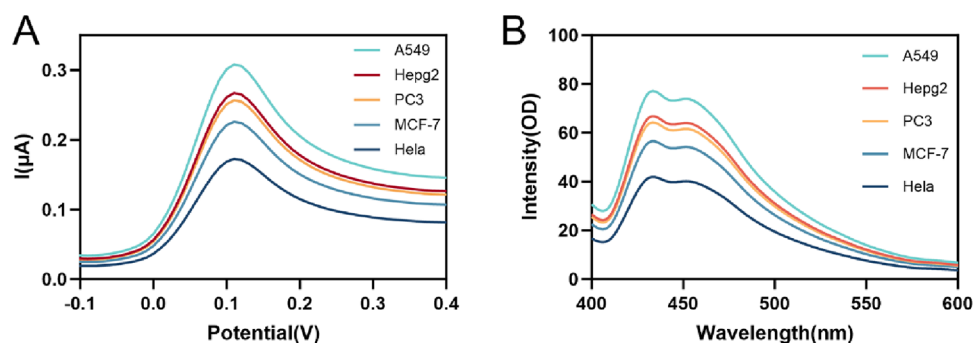 A
I(μA)
0.3
0.2
0.1
0.0
-0.1
0.0
0.1
0.2
0.3
0.4
Potential(V)
A549
Hepg2
PC3
MCF-7
Hela
B
Intensity(OD)
100
80
60
40
20
0
400
450
500
550
600
Wavelength(nm)
A549
Hepg2
PC3
MCF-7
Hela